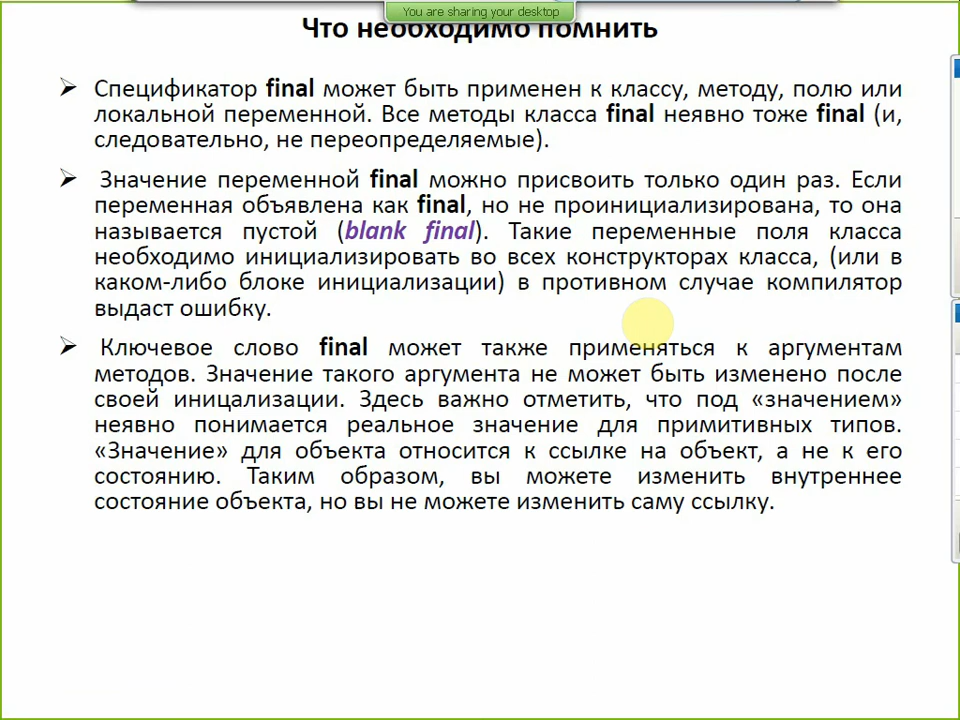 You are sharing your desktop
Что необходимо помнить
Спецификатор final может быть применен к классу, методу, полю или
локальной переменной. Все методы класса final неявно тоже final (и,
следовательно, не переопределяемые).
Значение переменной final можно присвоить только один раз. Если
переменная объявлена как final, но не проинициализирована, то она
называется пустой (blank final). Такие переменные поля класса
необходимо инициализировать во всех конструкторах класса, (или в
каком-либо блоке инициализации) в противном случае компилятор
выдаст ошибку.
Ключевое слово final может также применяться к аргументам
методов. Значение такого аргумента не может быть изменено после
своей иницализации. Здесь важно отметить, что под «значением»
неявно понимается реальное значение для примитивных типов.
«Значение» для объекта относится к ссылке на объект, а не к его
состоянию. Таким образом, вы можете изменить внутреннее
состояние объекта, но вы не можете изменить саму ссылку.